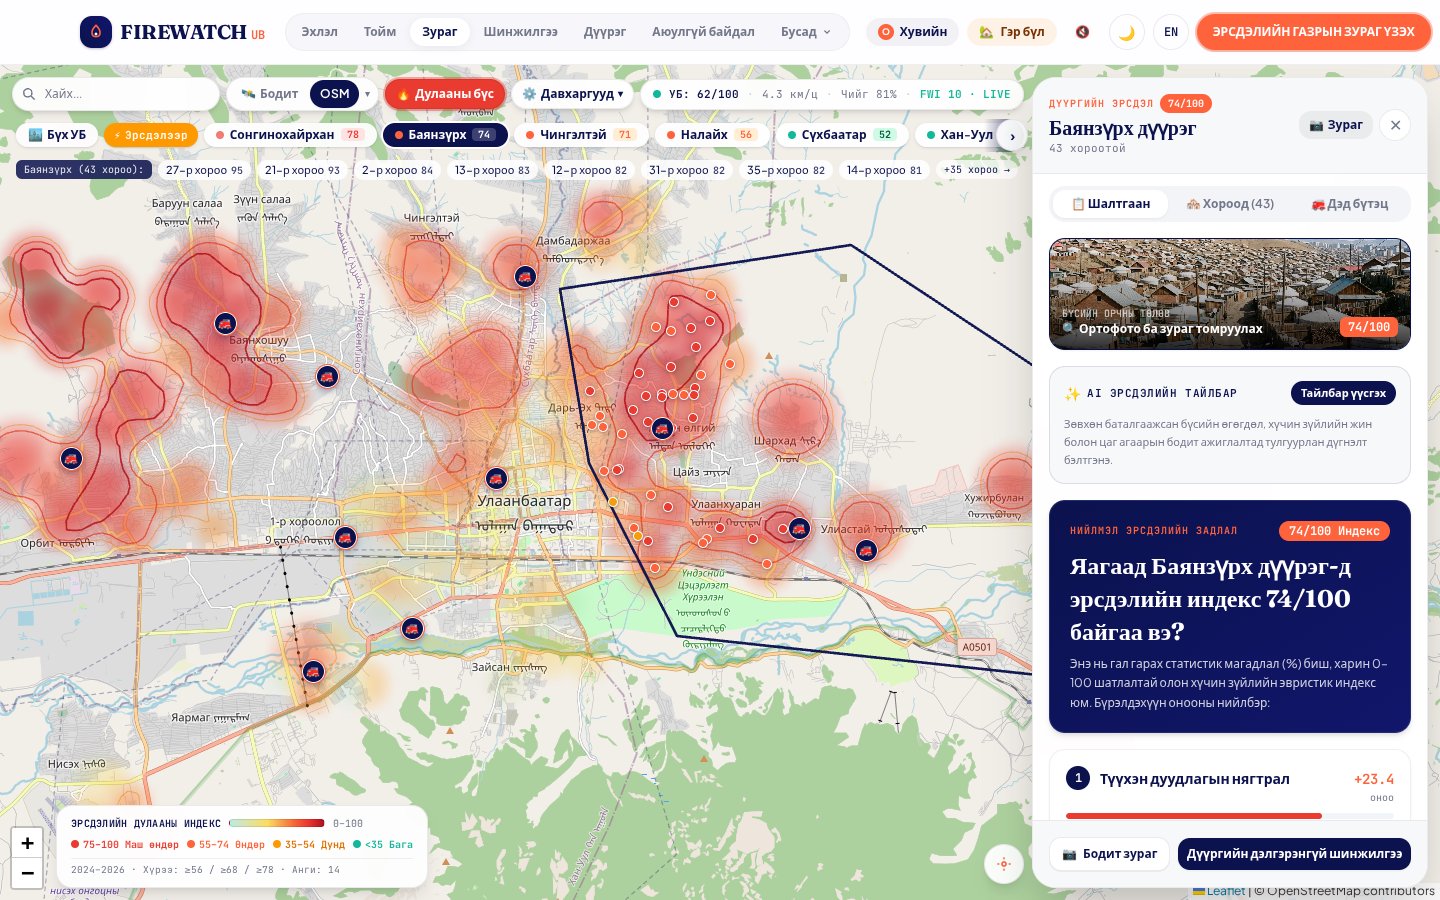 FIREWATCH UB
Эхлэл
Тойм
Зураг
Шинжилгээ
Дүүрэг
Аюулгүй байдал
Бусад
Хувийн
Гэр бүл
EN
ЭРСДЭЛИЙН ГАЗРЫН ЗУРАГ ҮЗЭХ
Хайх...
Бодит
OSM
Дулааны бүс
Давхаргууд
УБ: 62/100 · 4.3 км/ц · Чийг 81% · FWI 10 · LIVE
Бүх УБ
Эрсдэлээр
Сонгинохайрхан 78
Баянзүрх 74
Чингэлтэй 71
Налайх 56
Сүхбаатар 52
Хан-Уул
Баянзүрх (43 хороо):
27-р хороо 95
21-р хороо 93
2-р хороо 84
13-р хороо 83
12-р хороо 82
31-р хороо 82
35-р хороо 82
14-р хороо 81
+35 хороо →
Баруун салаа
Зүүн салаа
Чингэлтэй
Дамбадаржаа
Баянхошуу
Дарь-Эх
Шархад
Цайз
Улаанхуаран
Улиастай
Хужирбулан
Улаанбаатар
1-р хороолол
Орбит
Үндэсний
Цэцэрлэгт
Хүрээлэн
Зайсан
Яармаг
Нисэх
A0501
ЭРСДЭЛИЙН ДУЛААНЫ ИНДЕКС 0-100
75-100 Маш өндөр
55-74 Өндөр
35-54 Дунд
<35 Бага
2024-2026 · Хүрээ: ≥56 / ≥68 / ≥78 · Анги: 14
+
−
ДҮҮРГИЙН ЭРСДЭЛ 74/100
Баянзүрх дүүрэг
43 хороотой
Зураг
Шалтгаан
Хороод (43)
Дэд бүтэц
БҮСИЙН ОРЧНЫ ТӨЛӨВ
Ортофото ба зураг томруулах
74/100
AI ЭРСДЭЛИЙН ТАЙЛБАР
Тайлбар үүсгэх
Зөвхөн баталгаажсан бүсийн өгөгдөл, хүчин зүйлийн жин
болон цаг агаарын бодит ажиглалтад тулгуурлан дүгнэлт
бэлтгэнэ.
НИЙЛМЭЛ ЭРСДЭЛИЙН ЗАДЛАЛ
74/100 Индекс
Яагаад Баянзүрх дүүрэг-д
эрсдэлийн индекс 74/100
байгаа вэ?
Энэ нь гал гарах статистик магадлал (%) биш, харин 0-
100 шаталтай олон хүчин зүйлийн эвристик индекс
юм. Бүрэлдэхүүн онооны нийлбэр:
1 Түүхэн дуудлагын нягтрал +23.4
оноо
Бодит зураг
Дүүргийн дэлгэрэнгүй шинжилгээ
Leaflet | © OpenStreetMap contributors